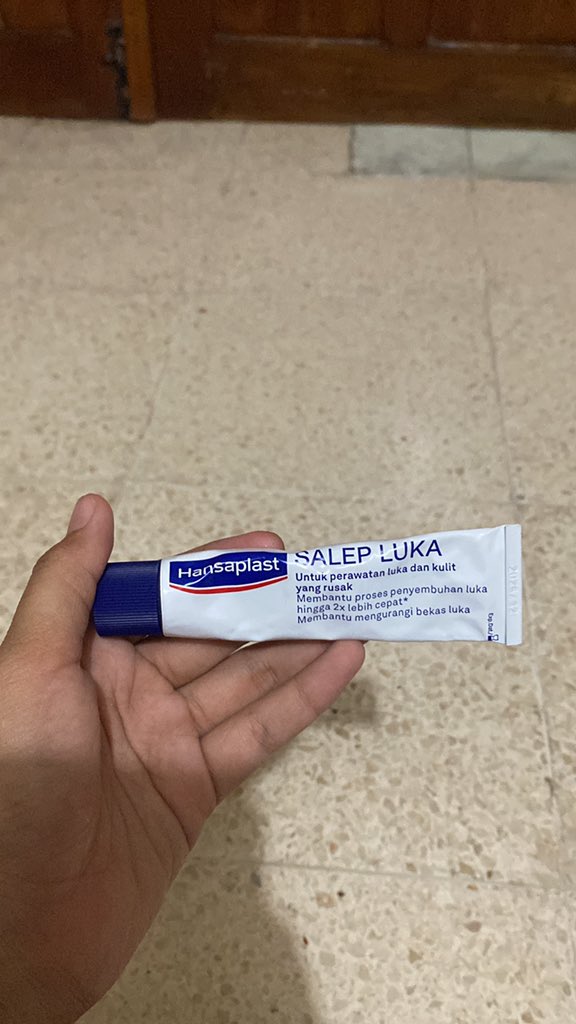 Hansaplast
SALEP LUKA
Untuk perawatan luka dan kulit
yang rusak
Membantu proses penyembuhan luka
hingga 2x lebih cepat*
Membantu mengurangi bekas luka